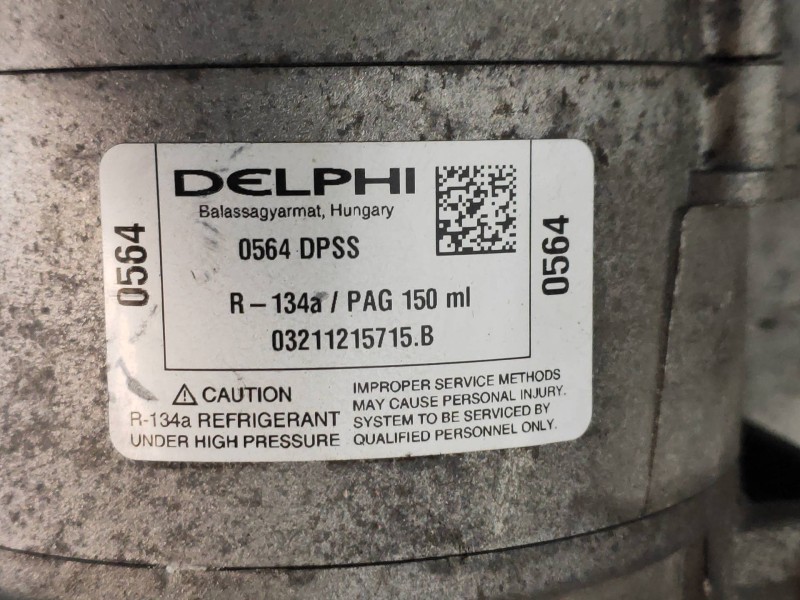 DELPHI
Balassagyarmat, Hungary
0564 DPSS
R-134a / PAG 150 ml
03211215715.B
0564
0564
⚠ CAUTION
R-134a REFRIGERANT
UNDER HIGH PRESSURE
IMPROPER SERVICE METHODS
MAY CAUSE PERSONAL INJURY.
SYSTEM TO BE SERVICED BY
QUALIFIED PERSONNEL ONLY.